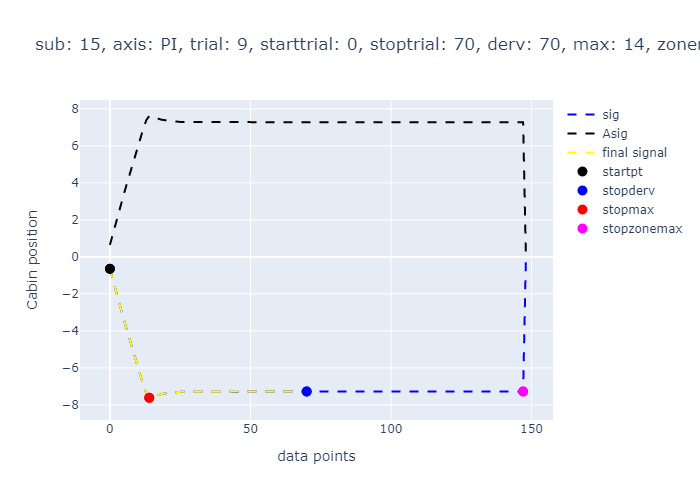 sub: 15, axis: PI, trial: 9, starttrial: 0, stoptrial: 70, derv: 70, max: 14,
8
6
4
2
0
−2
−4
−6
−8
Cabin position
0
50
100
150
data points
sig
Asig
final signal
startpt
stopderv
stopmax
stopzonemax